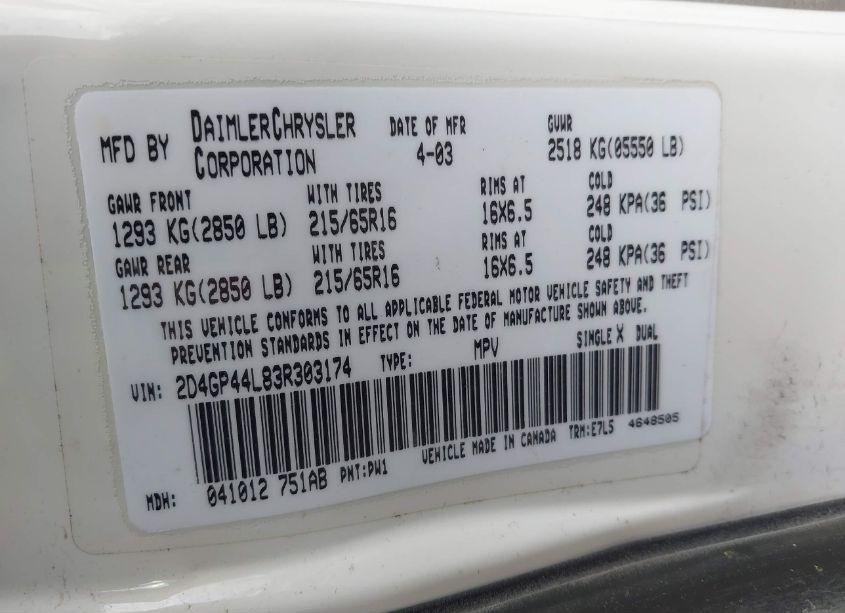 MFD BY DAIMLERCHRYSLER CORPORATION DATE OF MFR 4-03 GVWR 2518 KG(05550 LB)
GAWR FRONT WITH TIRES RIMS AT COLD
1293 KG(2850 LB) 215/65R16 16X6.5 248 KPA(36 PSI)
GAWR REAR WITH TIRES RIMS AT COLD
1293 KG(2850 LB) 215/65R16 16X6.5 248 KPA(36 PSI)
THIS VEHICLE CONFORMS TO ALL APPLICABLE FEDERAL MOTOR VEHICLE SAFETY AND THEFT
PREVENTION STANDARDS IN EFFECT ON THE DATE OF MANUFACTURE SHOWN ABOVE.
VIN: 2D4GP44L83R303174 TYPE: MPV SINGLE X DUAL
VEHICLE MADE IN CANADA TRM:E7L5 4648505
MDH: 041012 751AB PNT:PW1